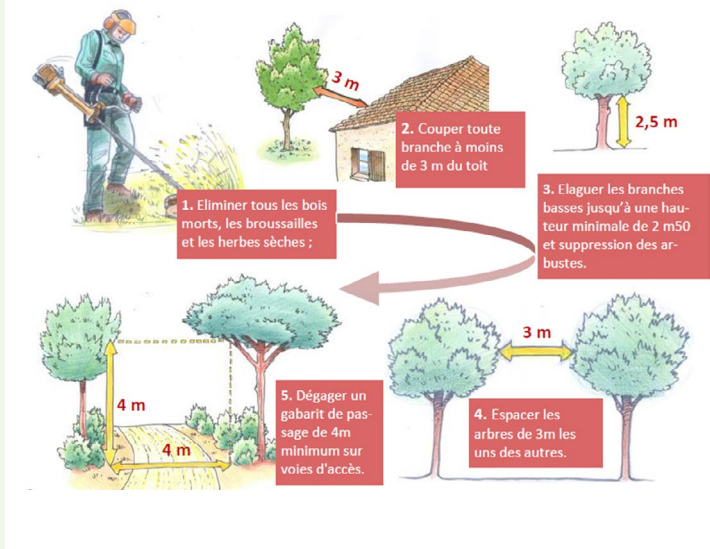 3 m
2. Couper toute
branche à moins
de 3 m du toit
2,5 m
1. Eliminer tous les bois
morts, les broussailles
et les herbes sèches ;
3. Elaguer les branches
basses jusqu'à une hau-
teur minimale de 2 m50
et suppression des ar-
bustes.
4 m
4 m
5. Dégager un
gabarit de pas-
sage de 4m
minimum sur
voies d'accès.
3 m
4. Espacer les
arbres de 3m les
uns des autres.